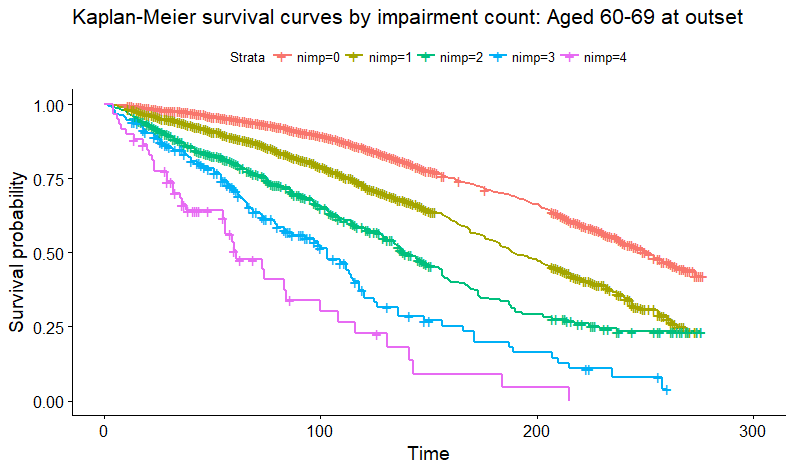 Kaplan-Meier survival curves by impairment count: Aged 60-69 at outset
Strata nimp=0 nimp=1 nimp=2 nimp=3 nimp=4
Survival probability
1.00
0.75
0.50
0.25
0.00
0 100 200 300
Time